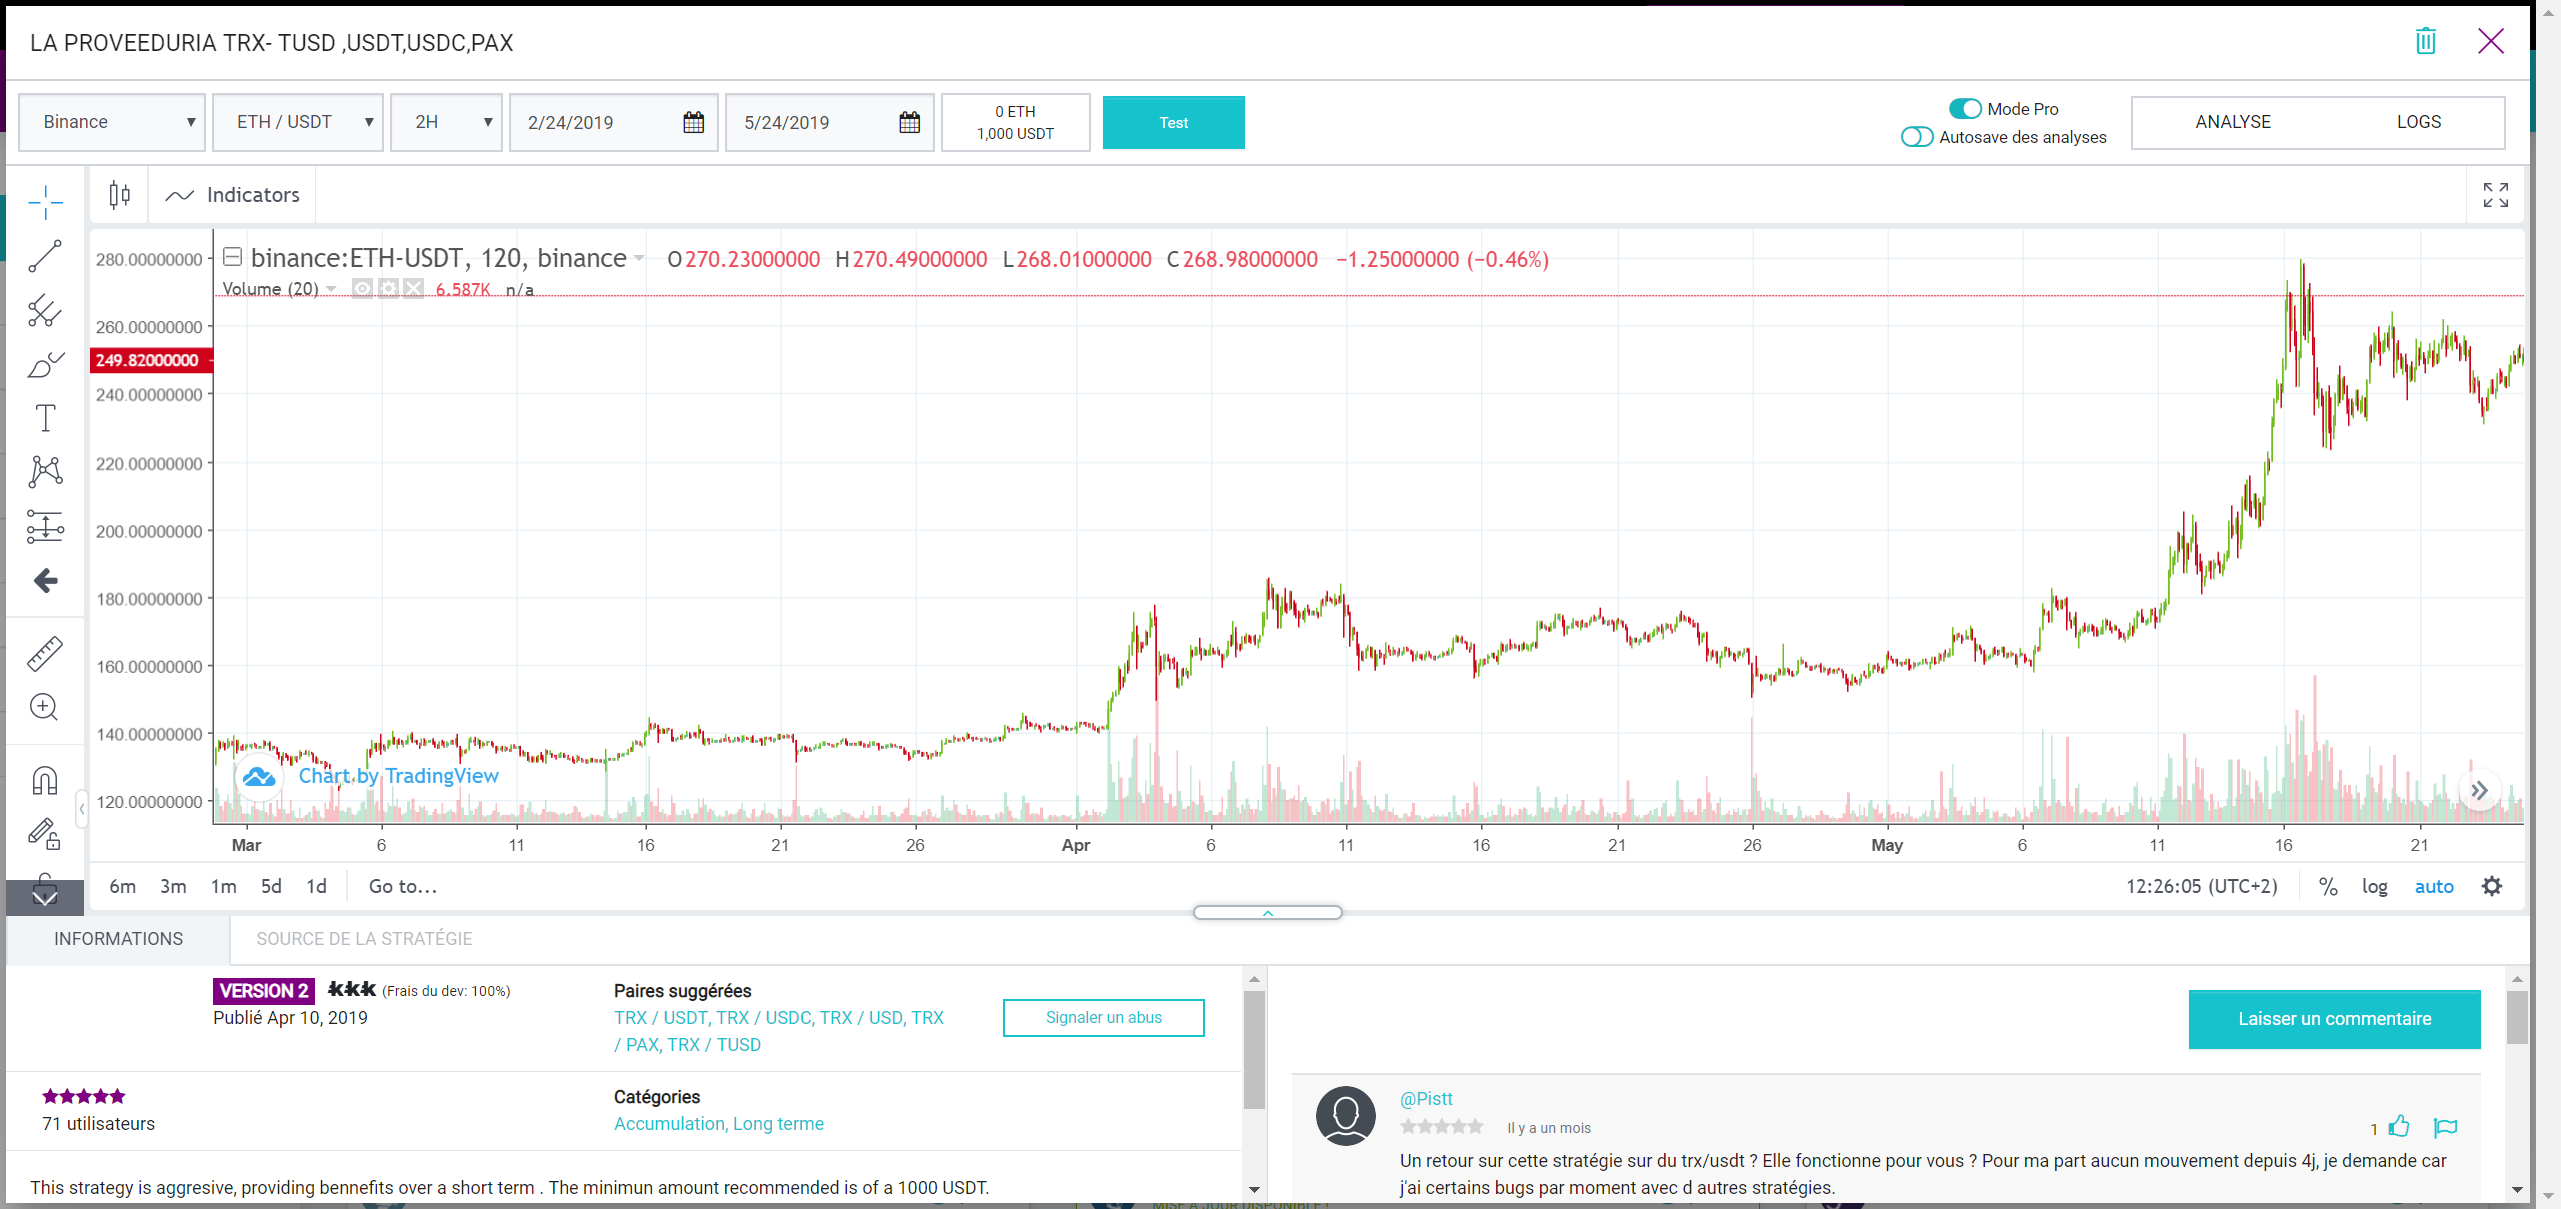 LA PROVEEDURIA TRX- TUSD ,USDT,USDC,PAX
Binance ETH / USDT 2H 2/24/2019 5/24/2019
0 ETH
1,000 USDT
Test
Mode Pro
Autosave des analyses
ANALYSE LOGS
Indicators
binance:ETH-USDT, 120, binance O270.23000000 H270.49000000 L268.01000000 C268.98000000 −1.25000000 (−0.46%)
Volume (20) 6.587K n/a
280.00000000
260.00000000
249.82000000
240.00000000
220.00000000
200.00000000
180.00000000
160.00000000
140.00000000
120.00000000
Chart by TradingView
Mar 6 11 16 21 26 Apr 6 11 16 21 26 May 6 11 16 21
6m 3m 1m 5d 1d Go to... 12:26:05 (UTC+2) % log auto
INFORMATIONS SOURCE DE LA STRATÉGIE
VERSION 2 kkk (Frais du dev: 100%)
Publié Apr 10, 2019
Paires suggérées
TRX / USDT, TRX / USDC, TRX / USD, TRX
/ PAX, TRX / TUSD
Signaler un abus
71 utilisateurs
Catégories
Accumulation, Long terme
This strategy is aggresive, providing bennefits over a short term . The minimun amount recommended is of a 1000 USDT.
Laisser un commentaire
@Pistt
Il y a un mois
1
Un retour sur cette stratégie sur du trx/usdt ? Elle fonctionne pour vous ? Pour ma part aucun mouvement depuis 4j, je demande car
j'ai certains bugs par moment avec d autres stratégies.
MISE À JOUR DISPONIBLE !